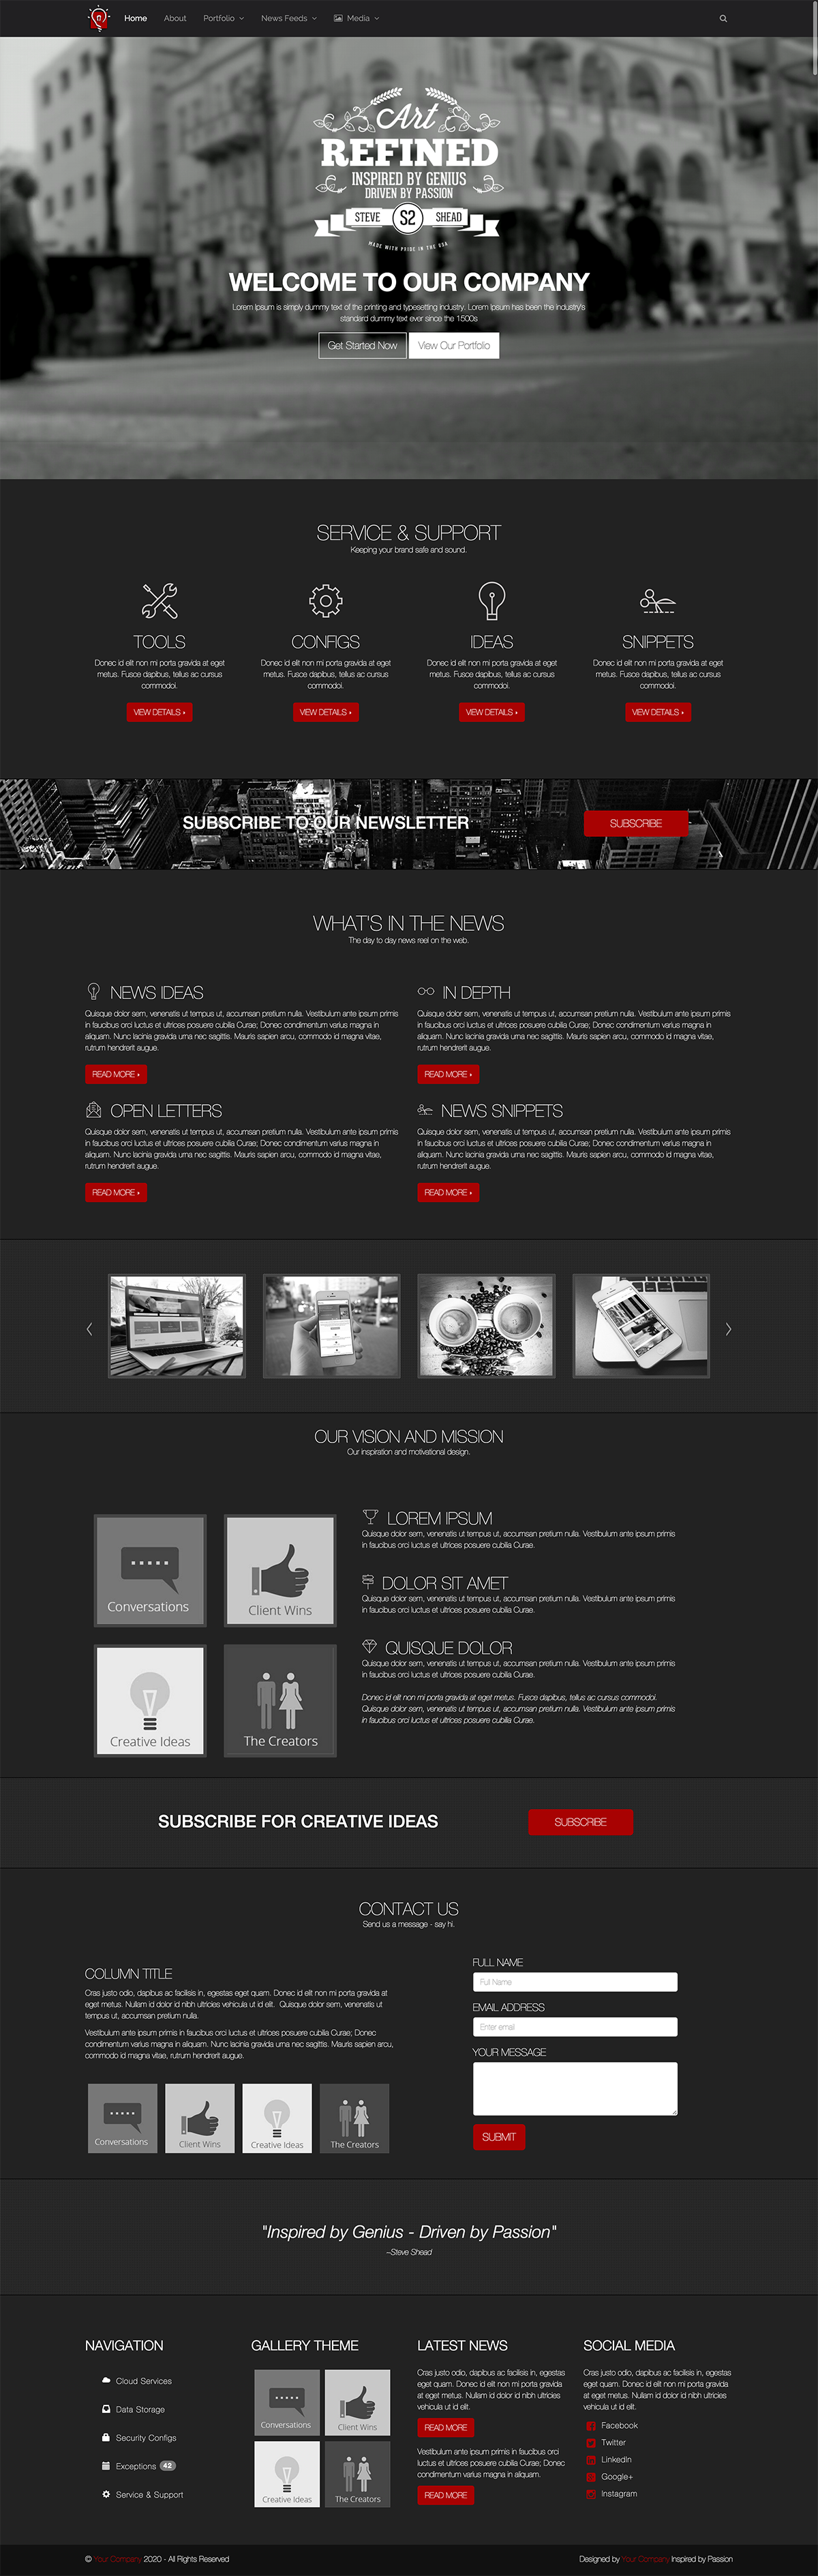 Home About Portfolio News Feeds Media
Art
REFINED
INSPIRED BY GENIUS
DRIVEN BY PASSION
STEVE S2 SHEAD
MADE WITH PRIDE IN THE USA
WELCOME TO OUR COMPANY
Lorem Ipsum is simply dummy text of the printing and typesetting industry. Lorem Ipsum has been the industry's
standard dummy text ever since the 1500s
Get Started Now View Our Portfolio
SERVICE & SUPPORT
Keeping your brand safe and sound.
TOOLS
Donec id elit non mi porta gravida at eget
metus. Fusce dapibus, tellus ac cursus
commodoi.
VIEW DETAILS »
CONFIGS
Donec id elit non mi porta gravida at eget
metus. Fusce dapibus, tellus ac cursus
commodoi.
VIEW DETAILS »
IDEAS
Donec id elit non mi porta gravida at eget
metus. Fusce dapibus, tellus ac cursus
commodoi.
VIEW DETAILS »
SNIPPETS
Donec id elit non mi porta gravida at eget
metus. Fusce dapibus, tellus ac cursus
commodoi.
VIEW DETAILS »
SUBSCRIBE TO OUR NEWSLETTER
SUBSCRIBE
WHAT'S IN THE NEWS
The day to day news reel on the web.
NEWS IDEAS
Quisque dolor sem, venenatis ut tempus ut, accumsan pretium nulla. Vestibulum ante ipsum primis
in faucibus orci luctus et ultrices posuere cubilia Curae; Donec condimentum varius magna in
aliquam. Nunc lacinia gravida urna nec sagittis. Mauris sapien arcu, commodo id magna vitae,
rutrum hendrerit augue.
READ MORE »
IN DEPTH
Quisque dolor sem, venenatis ut tempus ut, accumsan pretium nulla. Vestibulum ante ipsum primis
in faucibus orci luctus et ultrices posuere cubilia Curae; Donec condimentum varius magna in
aliquam. Nunc lacinia gravida urna nec sagittis. Mauris sapien arcu, commodo id magna vitae,
rutrum hendrerit augue.
READ MORE »
OPEN LETTERS
Quisque dolor sem, venenatis ut tempus ut, accumsan pretium nulla. Vestibulum ante ipsum primis
in faucibus orci luctus et ultrices posuere cubilia Curae; Donec condimentum varius magna in
aliquam. Nunc lacinia gravida urna nec sagittis. Mauris sapien arcu, commodo id magna vitae,
rutrum hendrerit augue.
READ MORE »
NEWS SNIPPETS
Quisque dolor sem, venenatis ut tempus ut, accumsan pretium nulla. Vestibulum ante ipsum primis
in faucibus orci luctus et ultrices posuere cubilia Curae; Donec condimentum varius magna in
aliquam. Nunc lacinia gravida urna nec sagittis. Mauris sapien arcu, commodo id magna vitae,
rutrum hendrerit augue.
READ MORE »
OUR VISION AND MISSION
Our inspiration and motivational design.
Conversations
Client Wins
Creative Ideas
The Creators
LOREM IPSUM
Quisque dolor sem, venenatis ut tempus ut, accumsan pretium nulla. Vestibulum ante ipsum primis
in faucibus orci luctus et ultrices posuere cubilia Curae.
DOLOR SIT AMET
Quisque dolor sem, venenatis ut tempus ut, accumsan pretium nulla. Vestibulum ante ipsum primis
in faucibus orci luctus et ultrices posuere cubilia Curae.
QUISQUE DOLOR
Quisque dolor sem, venenatis ut tempus ut, accumsan pretium nulla. Vestibulum ante ipsum primis
in faucibus orci luctus et ultrices posuere cubilia Curae.
Donec id elit non mi porta gravida at eget metus. Fusce dapibus, tellus ac cursus commodoi.
Quisque dolor sem, venenatis ut tempus ut, accumsan pretium nulla. Vestibulum ante ipsum primis
in faucibus orci luctus et ultrices posuere cubilia Curae.
SUBSCRIBE FOR CREATIVE IDEAS
SUBSCRIBE
CONTACT US
Send us a message - say hi.
COLUMN TITLE
Cras justo odio, dapibus ac facilisis in, egestas eget quam. Donec id elit non mi porta gravida at
eget metus. Nullam id dolor id nibh ultricies vehicula ut id elit. Quisque dolor sem, venenatis ut
tempus ut, accumsan pretium nulla.
Vestibulum ante ipsum primis in faucibus orci luctus et ultrices posuere cubilia Curae; Donec
condimentum varius magna in aliquam. Nunc lacinia gravida urna nec sagittis. Mauris sapien arcu,
commodo id magna vitae, rutrum hendrerit augue.
Conversations
Client Wins
Creative Ideas
The Creators
FULL NAME
Full Name
EMAIL ADDRESS
Enter email
YOUR MESSAGE
SUBMIT
"Inspired by Genius - Driven by Passion"
~Steve Shead
NAVIGATION
Cloud Services
Data Storage
Security Configs
Exceptions 42
Service & Support
GALLERY THEME
Conversations
Client Wins
Creative Ideas
The Creators
LATEST NEWS
Cras justo odio, dapibus ac facilisis in, egestas
eget quam. Donec id elit non mi porta gravida
at eget metus. Nullam id dolor id nibh ultricies
vehicula ut id elit.
READ MORE
Vestibulum ante ipsum primis in faucibus orci
luctus et ultrices posuere cubilia Curae; Donec
condimentum varius magna in aliquam.
READ MORE
SOCIAL MEDIA
Cras justo odio, dapibus ac facilisis in, egestas
eget quam. Donec id elit non mi porta gravida
at eget metus. Nullam id dolor id nibh ultricies
vehicula ut id elit.
Facebook
Twitter
LinkedIn
Google+
Instagram
© Your Company 2020 - All Rights Reserved
Designed by Your Company Inspired by Passion